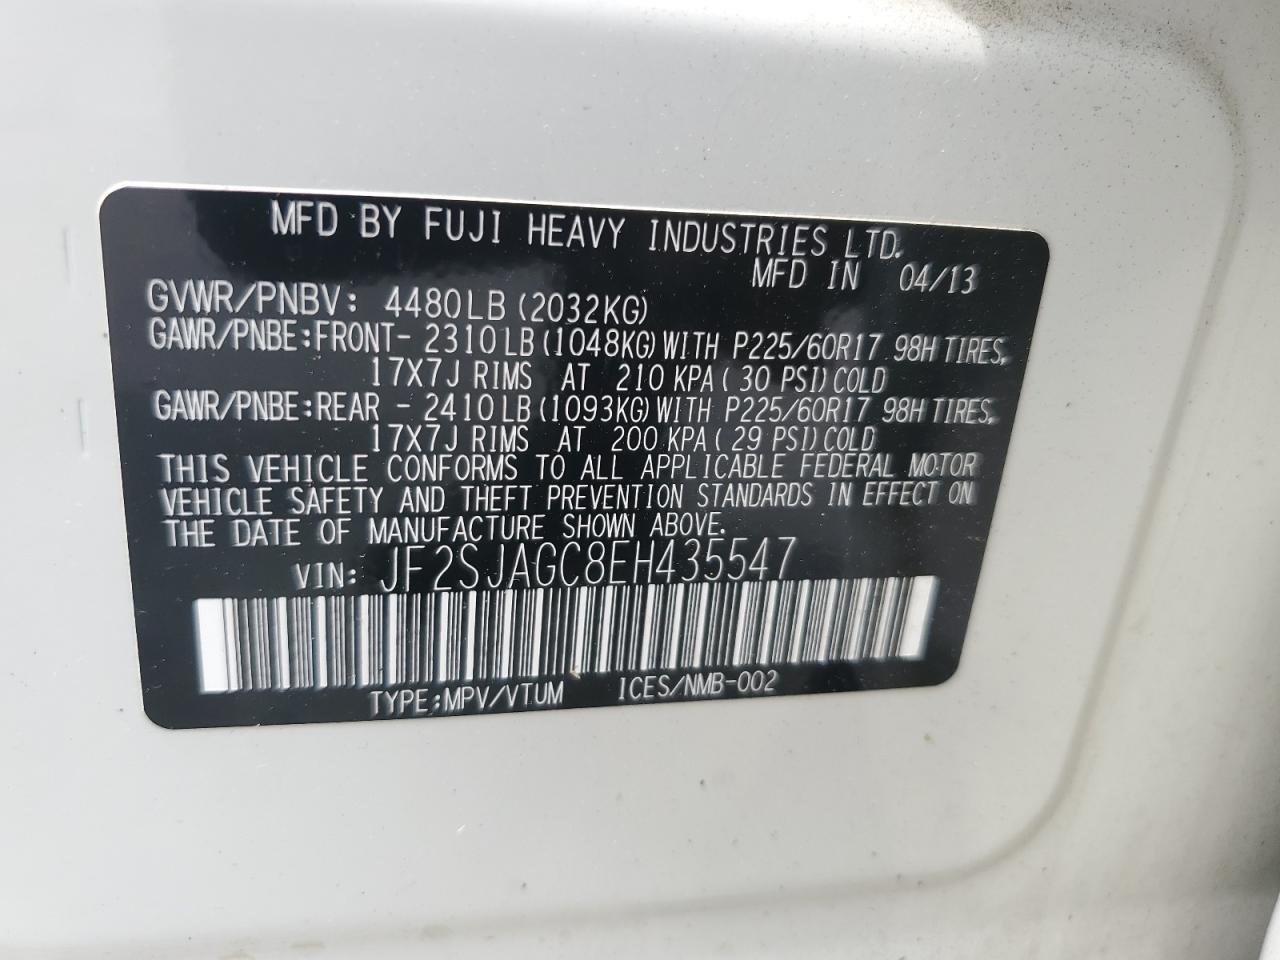 MFD BY FUJI HEAVY INDUSTRIES LTD.
MFD IN 04/13
GVWR/PNBV: 4480LB (2032KG)
GAWR/PNBE:FRONT- 2310LB(1048KG)WITH P225/60R17 98H TIRES,
17X7J RIMS AT 210 KPA( 30 PSI)COLD
GAWR/PNBE:REAR - 2410LB(1093KG)WITH P225/60R17 98H TIRES,
17X7J RIMS AT 200 KPA( 29 PSI)COLD
THIS VEHICLE CONFORMS TO ALL APPLICABLE FEDERAL MOTOR
VEHICLE SAFETY AND THEFT PREVENTION STANDARDS IN EFFECT ON
THE DATE OF MANUFACTURE SHOWN ABOVE.
VIN: JF2SJAGC8EH435547
TYPE:MPV/VTUM ICES/NMB-002